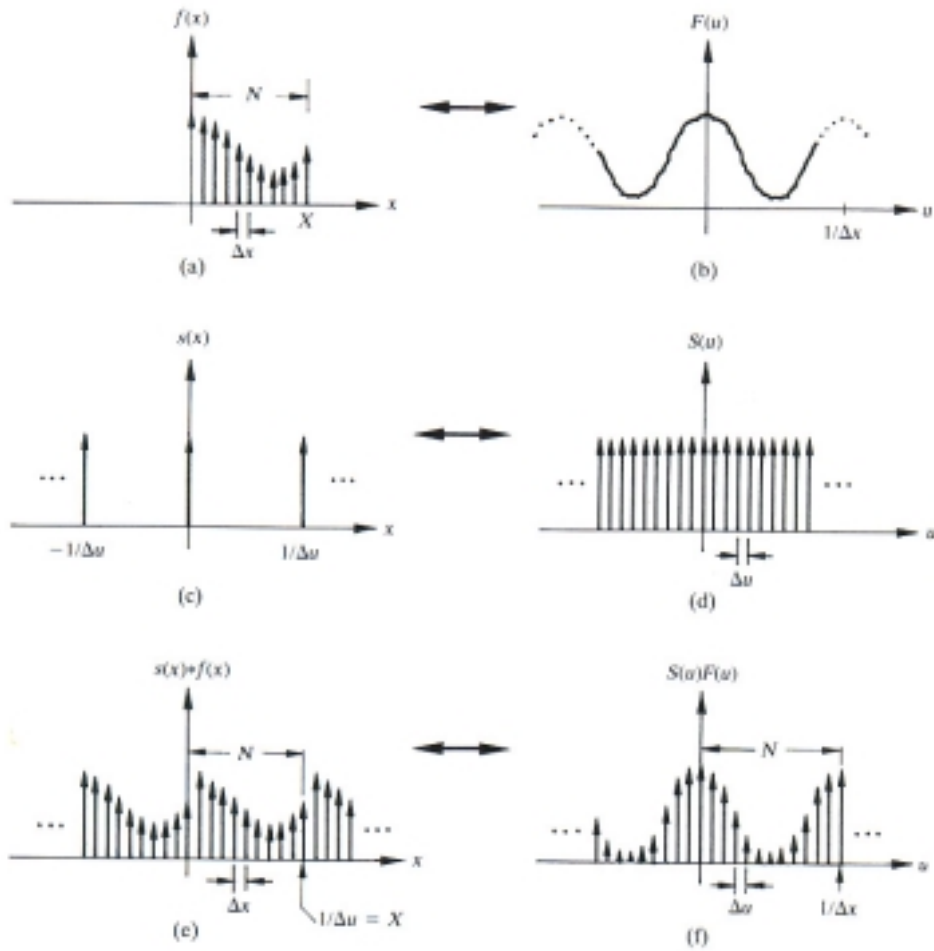 f(x)
F(u)
N
x
u
X
Δx
1/Δx
(a)
(b)
s(x)
S(u)
...
...
...
...
x
u
−1/Δu
1/Δu
Δu
(c)
(d)
s(x)∗f(x)
S(u)F(u)
N
N
...
...
...
...
x
u
Δx
Δu
1/Δu = X
1/Δx
(e)
(f)